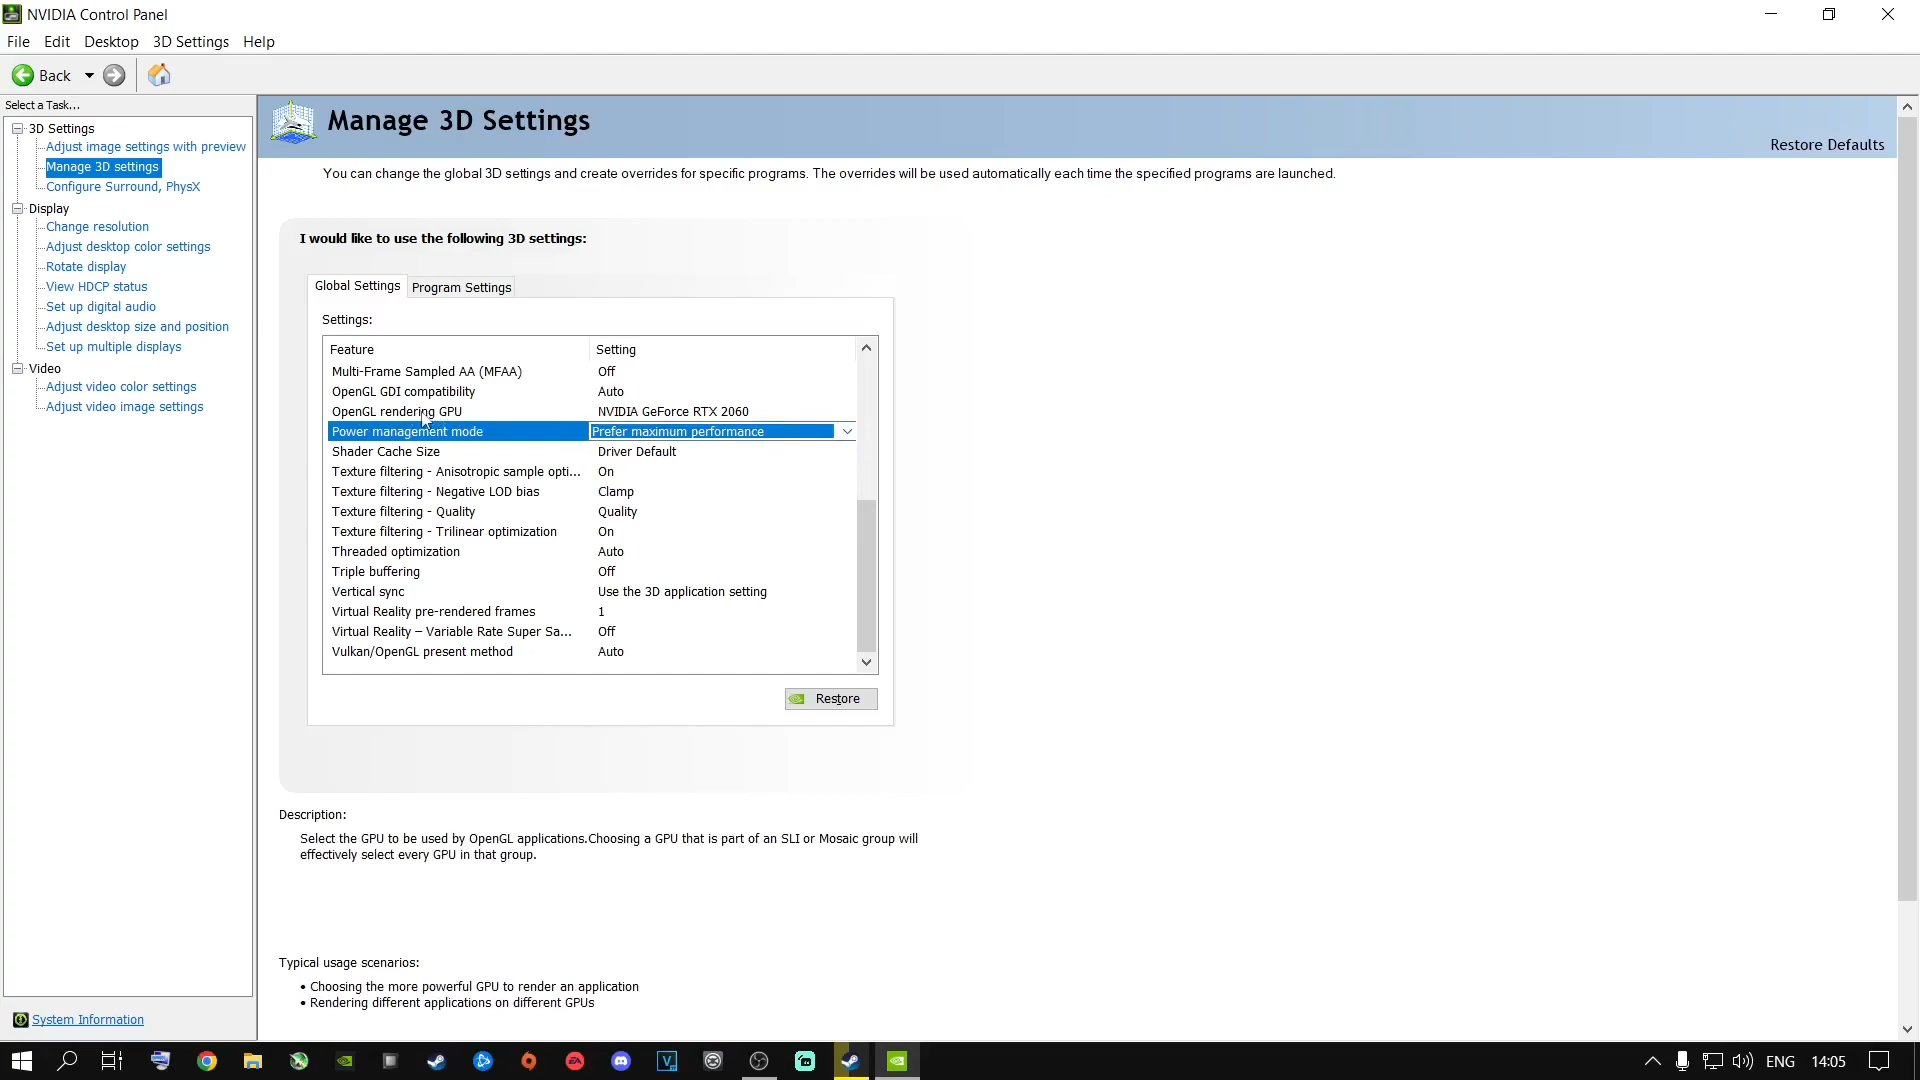 NVIDIA Control Panel
File Edit Desktop 3D Settings Help
Back
Select a Task...
3D Settings
Adjust image settings with preview
Manage 3D settings
Configure Surround, PhysX
Display
Change resolution
Adjust desktop color settings
Rotate display
View HDCP status
Set up digital audio
Adjust desktop size and position
Set up multiple displays
Video
Adjust video color settings
Adjust video image settings
System Information
Manage 3D Settings
Restore Defaults
You can change the global 3D settings and create overrides for specific programs. The overrides will be used automatically each time the specified programs are launched.
I would like to use the following 3D settings:
Global Settings Program Settings
Settings:
Feature Setting
Multi-Frame Sampled AA (MFAA) Off
OpenGL GDI compatibility Auto
OpenGL rendering GPU NVIDIA GeForce RTX 2060
Power management mode Prefer maximum performance
Shader Cache Size Driver Default
Texture filtering - Anisotropic sample opti... On
Texture filtering - Negative LOD bias Clamp
Texture filtering - Quality Quality
Texture filtering - Trilinear optimization On
Threaded optimization Auto
Triple buffering Off
Vertical sync Use the 3D application setting
Virtual Reality pre-rendered frames 1
Virtual Reality – Variable Rate Super Sa... Off
Vulkan/OpenGL present method Auto
Restore
Description:
Select the GPU to be used by OpenGL applications.Choosing a GPU that is part of an SLI or Mosaic group will
effectively select every GPU in that group.
Typical usage scenarios:
• Choosing the more powerful GPU to render an application
• Rendering different applications on different GPUs
EA
V
ENG 14:05